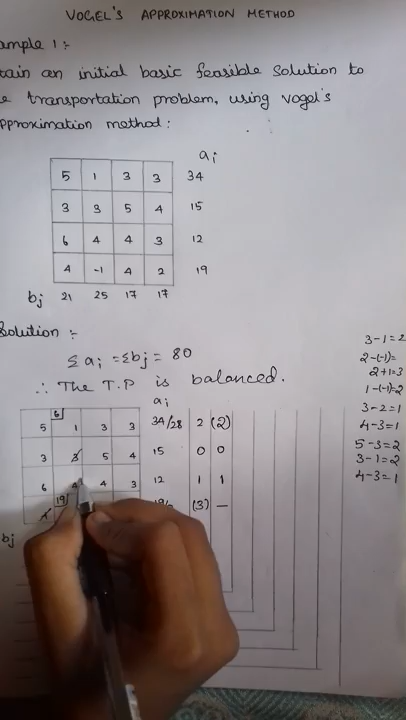 VOGEL'S APPROXIMATION METHOD
ample 1:-
tain an initial basic feasible solution to
e transportation problem, using vogel's
pproximation method:
ai
5 1 3 3 34
3 3 5 4 15
6 4 4 3 12
4 -1 4 2 19
bj 21 25 17 17
Solution :-
Σai = Σbj = 80
∴ The T.P is balanced.
ai
6
5 1 3 3 34/28 2 (2)
3 3 5 4 15 0 0
6 4 4 3 12 1 1
19
4 (3) —
bj
3-1=2
2-(-1)=
2+1=3
1-(-1)=2
3-2=1
4-3=1
5-3=2
3-1=2
4-3=1